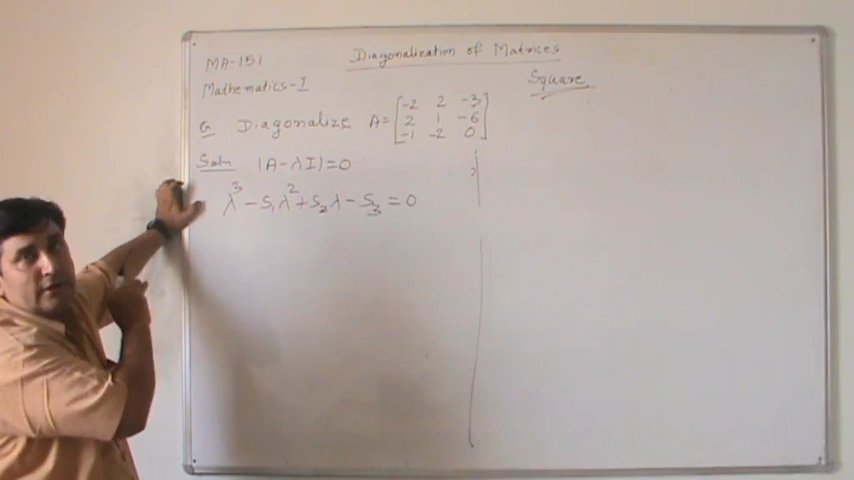 MA-151
Diagonalization of Matrices
Mathematics-I
Square
Q Diagonalize A = [-2 2 -3
2 1 -6
-1 -2 0]
Soln |A-λI|=0
λ³ - S₁λ² + S₂λ - S₃ = 0